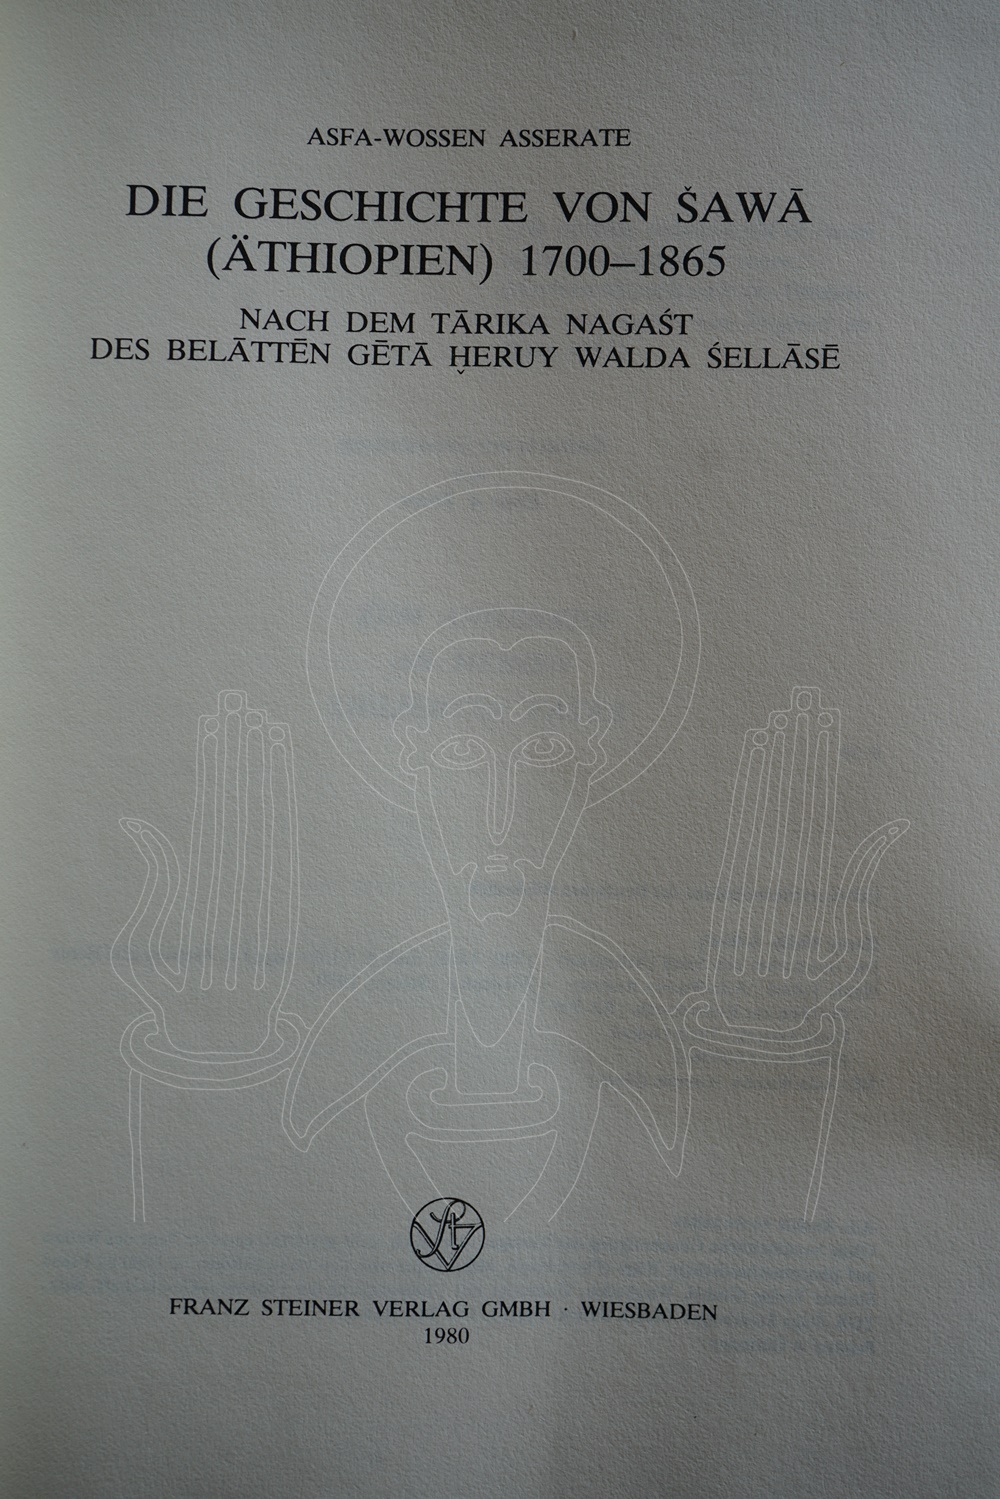 ASFA-WOSSEN ASSERATE
DIE GESCHICHTE VON ŠAWĀ
(ÄTHIOPIEN) 1700–1865
NACH DEM TĀRIKA NAGAŚT
DES BELĀTTĒN GĒTĀ ḤERUY WALDA ŚELLĀSĒ
FRANZ STEINER VERLAG GMBH · WIESBADEN
1980